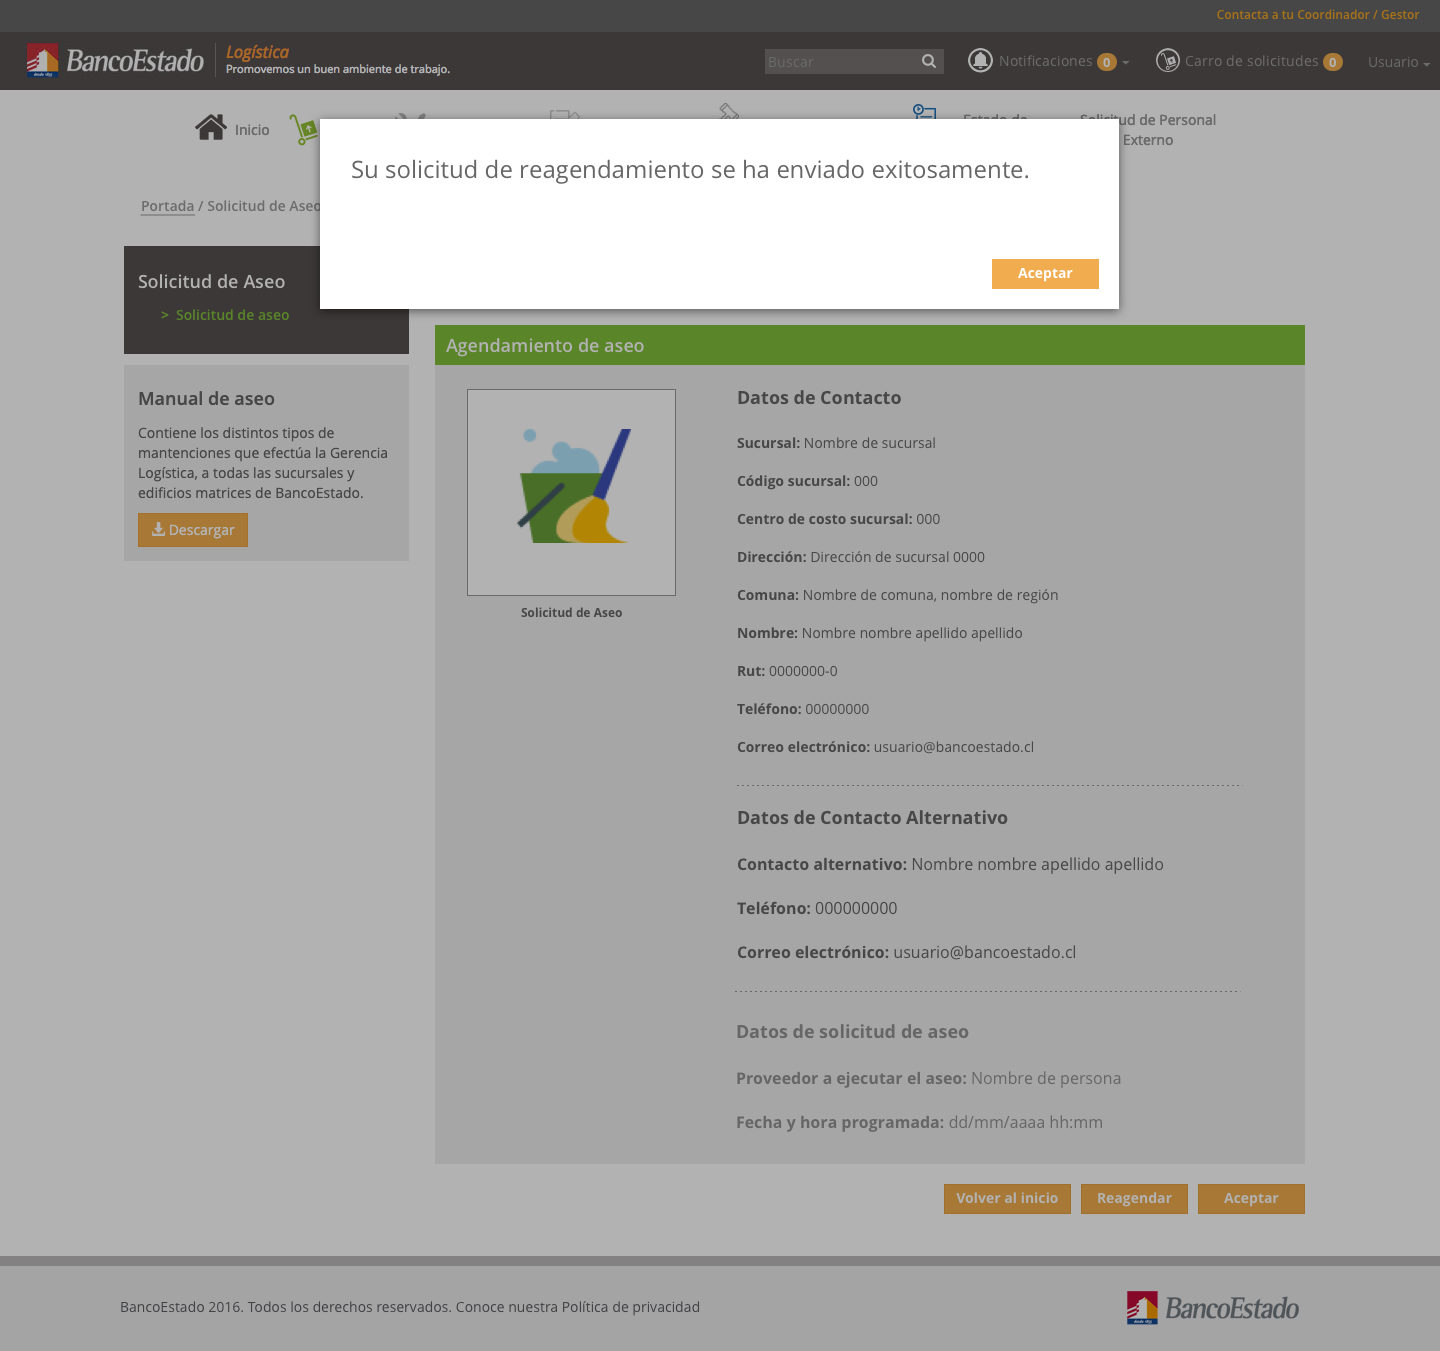 Contacta a tu Coordinador / Gestor
BancoEstado
desde 1855
Logística
Promovemos un buen ambiente de trabajo.
Buscar
Notificaciones 0
Carro de solicitudes 0
Usuario
Inicio
Estado de
Solicitud de Personal
Externo
Su solicitud de reagendamiento se ha enviado exitosamente.
Aceptar
Portada / Solicitud de Aseo
Solicitud de Aseo
> Solicitud de aseo
Manual de aseo
Contiene los distintos tipos de
mantenciones que efectúa la Gerencia
Logística, a todas las sucursales y
edificios matrices de BancoEstado.
Descargar
Agendamiento de aseo
Solicitud de Aseo
Datos de Contacto
Sucursal: Nombre de sucursal
Código sucursal: 000
Centro de costo sucursal: 000
Dirección: Dirección de sucursal 0000
Comuna: Nombre de comuna, nombre de región
Nombre: Nombre nombre apellido apellido
Rut: 0000000-0
Teléfono: 00000000
Correo electrónico: usuario@bancoestado.cl
Datos de Contacto Alternativo
Contacto alternativo: Nombre nombre apellido apellido
Teléfono: 000000000
Correo electrónico: usuario@bancoestado.cl
Datos de solicitud de aseo
Proveedor a ejecutar el aseo: Nombre de persona
Fecha y hora programada: dd/mm/aaaa hh:mm
Volver al inicio
Reagendar
Aceptar
BancoEstado 2016. Todos los derechos reservados. Conoce nuestra Política de privacidad
desde 1855
BancoEstado